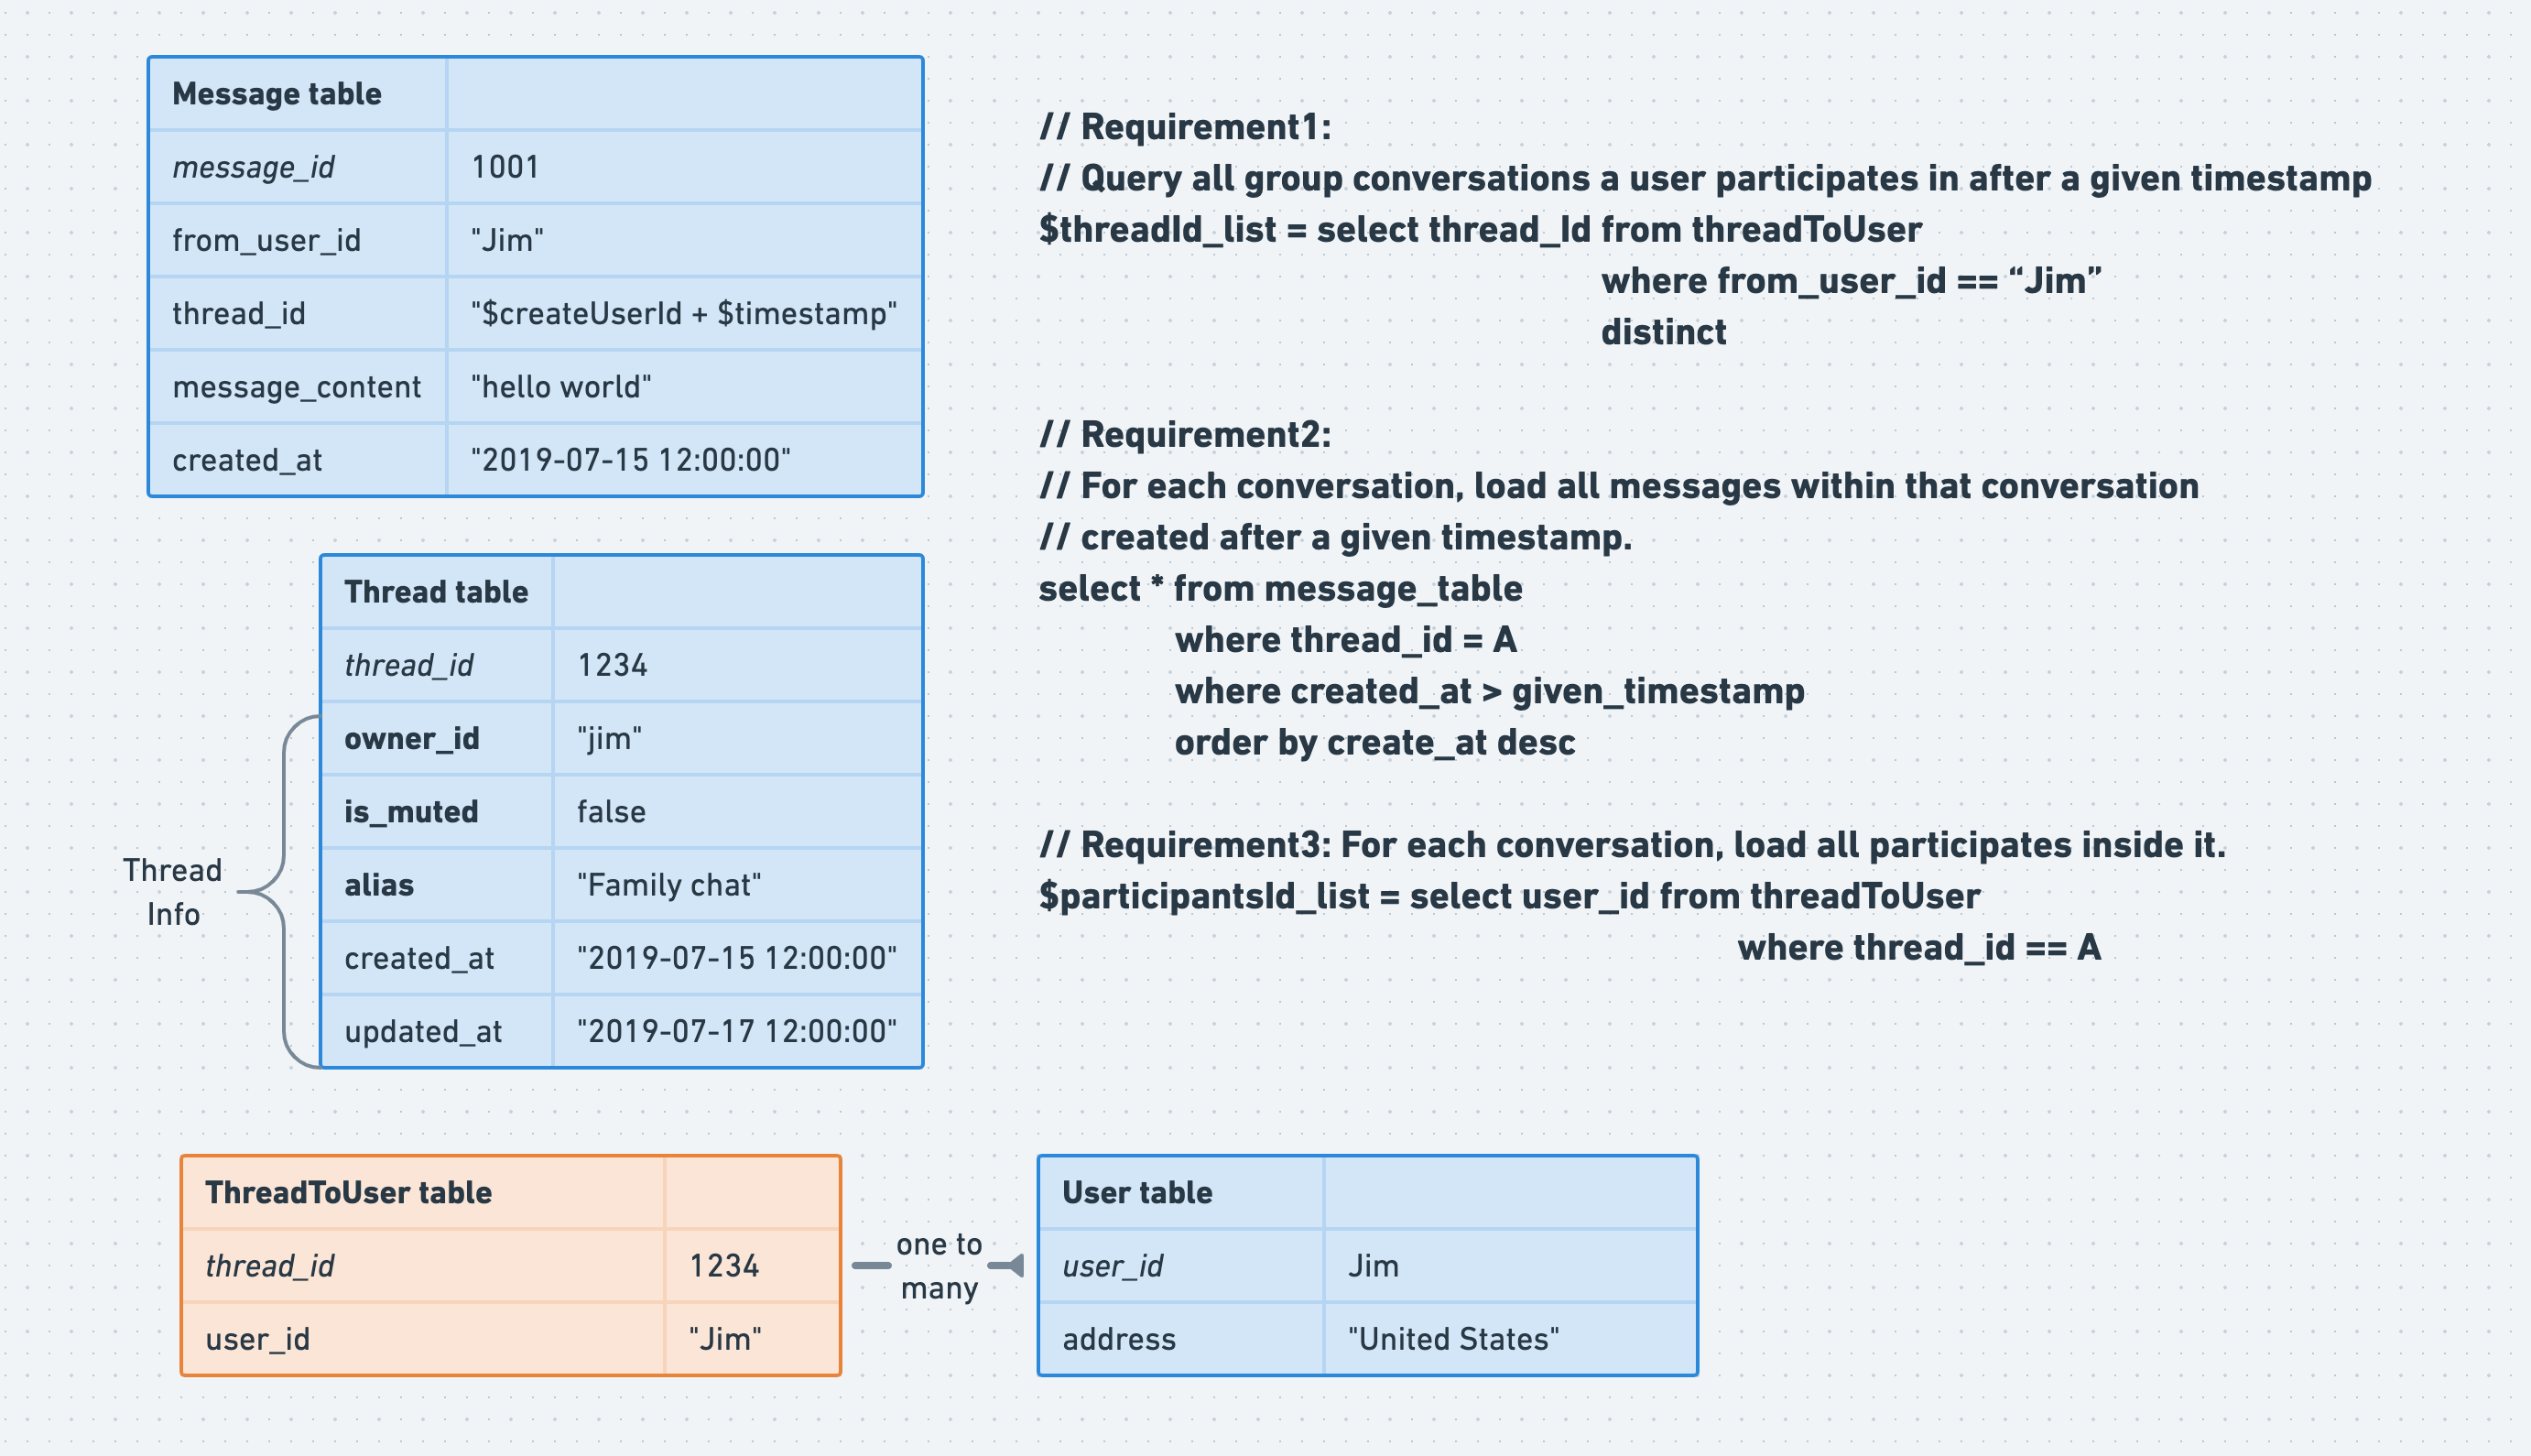 Message table
message_id 1001
from_user_id "Jim"
thread_id "$createUserId + $timestamp"
message_content "hello world"
created_at "2019-07-15 12:00:00"
Thread table
thread_id 1234
owner_id "jim"
is_muted false
alias "Family chat"
created_at "2019-07-15 12:00:00"
updated_at "2019-07-17 12:00:00"
Thread
Info
// Requirement1:
// Query all group conversations a user participates in after a given timestamp
$threadId_list = select thread_Id from threadToUser
where from_user_id == “Jim”
distinct
// Requirement2:
// For each conversation, load all messages within that conversation
// created after a given timestamp.
select * from message_table
where thread_id = A
where created_at > given_timestamp
order by create_at desc
// Requirement3: For each conversation, load all participates inside it.
$participantsId_list = select user_id from threadToUser
where thread_id == A
ThreadToUser table
thread_id 1234
user_id "Jim"
one to
many
User table
user_id Jim
address "United States"